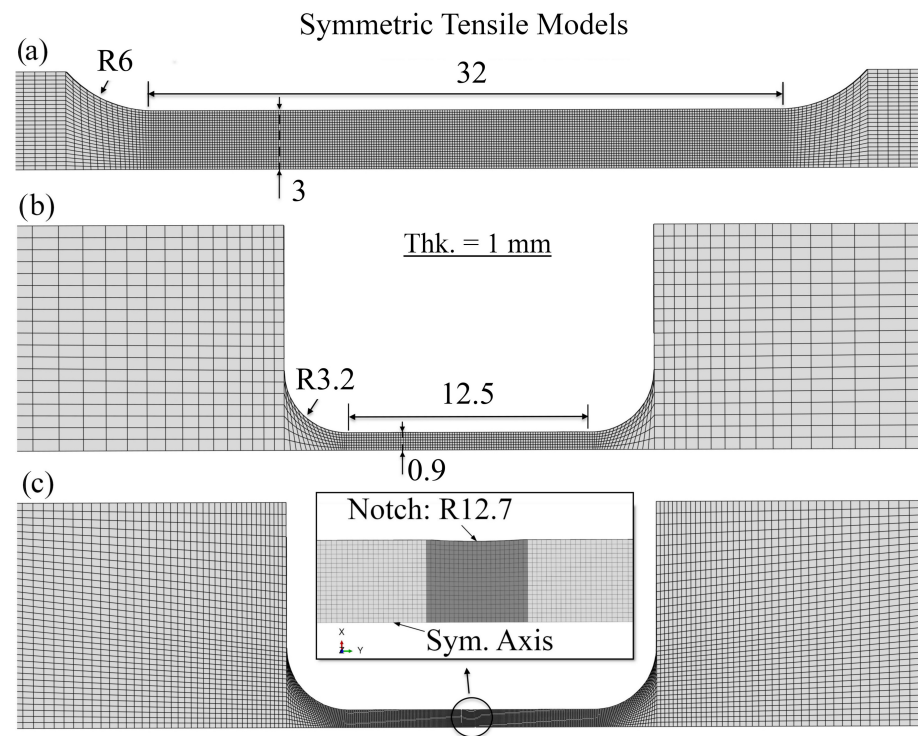 Symmetric Tensile Models
(a)
R6
32
3
(b)
Thk. = 1 mm
R3.2
12.5
0.9
(c)
Notch: R12.7
Sym. Axis
X
Y